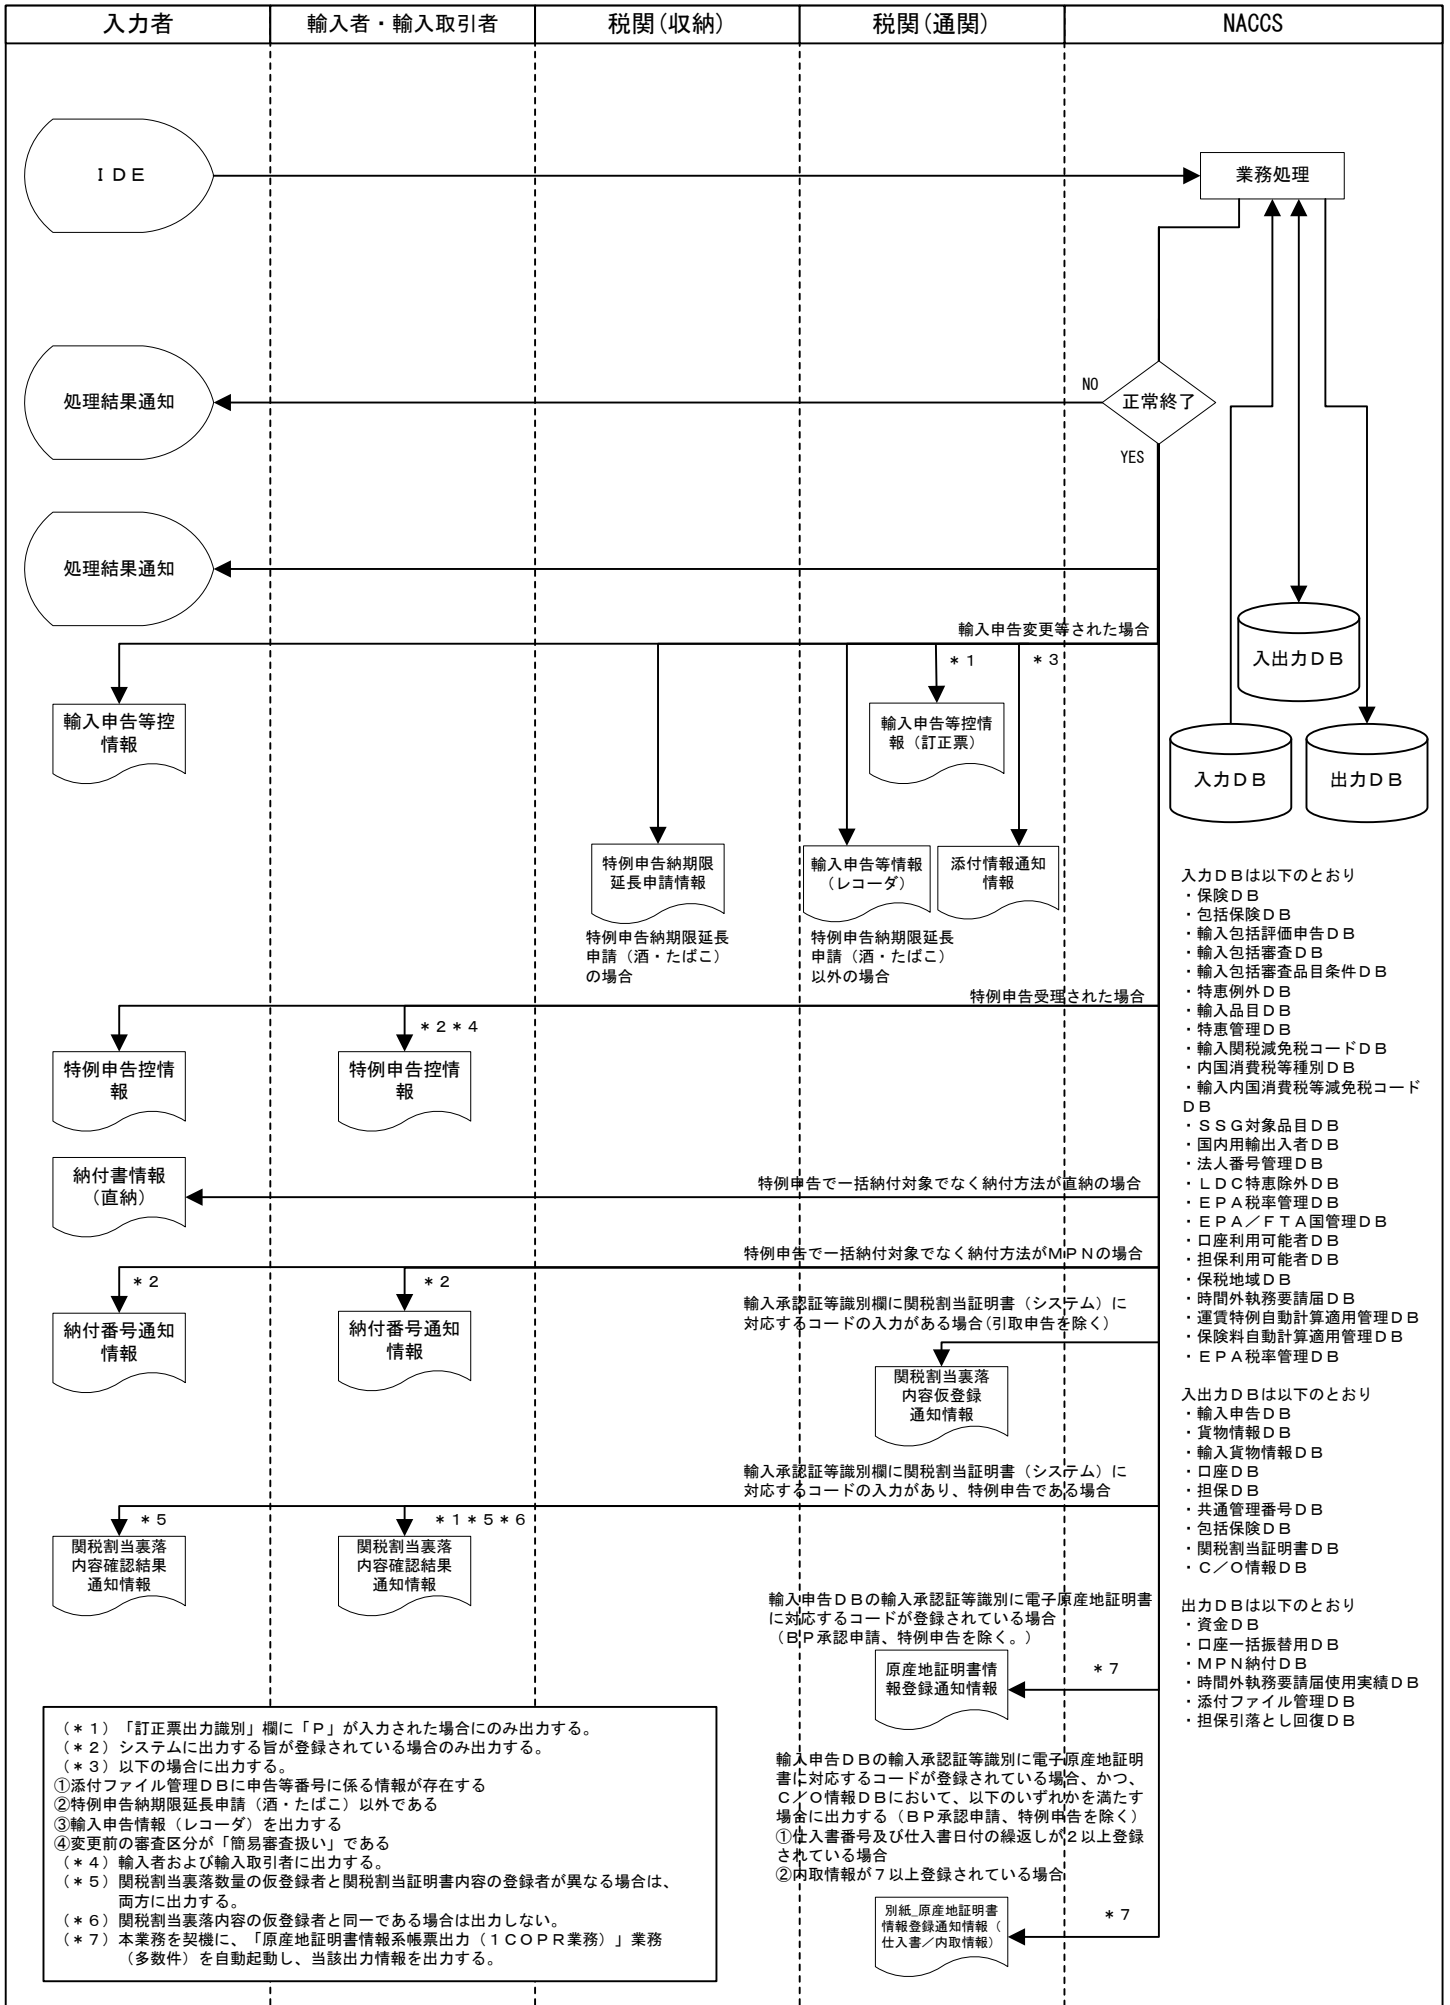 入力者
輸入者・輸入取引者
税関(収納)
税関(通関)
NACCS
ＩＤＥ
業務処理
処理結果通知
NO
正常終了
YES
処理結果通知
輸入申告変更等された場合
＊１
＊３
輸入申告等控
情報
輸入申告等控情
報（訂正票）
入出力ＤＢ
入力ＤＢ
出力ＤＢ
特例申告納期限
延長申請情報
輸入申告等情報
（レコーダ）
添付情報通知
情報
特例申告納期限延長
申請（酒・たばこ）
の場合
特例申告納期限延長
申請（酒・たばこ）
以外の場合
特例申告受理された場合
＊２＊４
特例申告控情
報
特例申告控情
報
納付書情報
（直納）
特例申告で一括納付対象でなく納付方法が直納の場合
特例申告で一括納付対象でなく納付方法がＭＰＮの場合
＊２
＊２
納付番号通知
情報
納付番号通知
情報
輸入承認証等識別欄に関税割当証明書（システム）に
対応するコードの入力がある場合(引取申告を除く)
関税割当裏落
内容仮登録
通知情報
輸入承認証等識別欄に関税割当証明書（システム）に
対応するコードの入力があり、特例申告である場合
＊５
＊１＊５＊６
関税割当裏落
内容確認結果
通知情報
関税割当裏落
内容確認結果
通知情報
輸入申告ＤＢの輸入承認証等識別に電子原産地証明書
に対応するコードが登録されている場合
（ＢＰ承認申請、特例申告を除く。）
原産地証明書情
報登録通知情報
＊７
輸入申告ＤＢの輸入承認証等識別に電子原産地証明
書に対応するコードが登録されている場合、かつ、
Ｃ／Ｏ情報ＤＢにおいて、以下のいずれかを満たす
場合に出力する（ＢＰ承認申請、特例申告を除く）
①仕入書番号及び仕入書日付の繰返しが２以上登録
されている場合
②内取情報が７以上登録されている場合
別紙_原産地証明書
情報登録通知情報（
仕入書／内取情報）
＊７
入力ＤＢは以下のとおり
・保険ＤＢ
・包括保険ＤＢ
・輸入包括評価申告ＤＢ
・輸入包括審査ＤＢ
・輸入包括審査品目条件ＤＢ
・特恵例外ＤＢ
・輸入品目ＤＢ
・特恵管理ＤＢ
・輸入関税減免税コードＤＢ
・内国消費税等種別ＤＢ
・輸入内国消費税等減免税コード
ＤＢ
・ＳＳＧ対象品目ＤＢ
・国内用輸出入者ＤＢ
・法人番号管理ＤＢ
・ＬＤＣ特恵除外ＤＢ
・ＥＰＡ税率管理ＤＢ
・ＥＰＡ／ＦＴＡ国管理ＤＢ
・口座利用可能者ＤＢ
・担保利用可能者ＤＢ
・保税地域ＤＢ
・時間外執務要請届ＤＢ
・運賃特例自動計算適用管理ＤＢ
・保険料自動計算適用管理ＤＢ
・ＥＰＡ税率管理ＤＢ
入出力ＤＢは以下のとおり
・輸入申告ＤＢ
・貨物情報ＤＢ
・輸入貨物情報ＤＢ
・口座ＤＢ
・担保ＤＢ
・共通管理番号ＤＢ
・包括保険ＤＢ
・関税割当証明書ＤＢ
・Ｃ／Ｏ情報ＤＢ
出力ＤＢは以下のとおり
・資金ＤＢ
・口座一括振替用ＤＢ
・ＭＰＮ納付ＤＢ
・時間外執務要請届使用実績ＤＢ
・添付ファイル管理ＤＢ
・担保引落とし回復ＤＢ
（＊１）「訂正票出力識別」欄に「Ｐ」が入力された場合にのみ出力する。
（＊２）システムに出力する旨が登録されている場合のみ出力する。
（＊３）以下の場合に出力する。
①添付ファイル管理ＤＢに申告等番号に係る情報が存在する
②特例申告納期限延長申請（酒・たばこ）以外である
③輸入申告情報（レコーダ）を出力する
④変更前の審査区分が「簡易審査扱い」である
（＊４）輸入者および輸入取引者に出力する。
（＊５）関税割当裏落数量の仮登録者と関税割当証明書内容の登録者が異なる場合は、
両方に出力する。
（＊６）関税割当裏落内容の仮登録者と同一である場合は出力しない。
（＊７）本業務を契機に、「原産地証明書情報系帳票出力（１ＣＯＰＲ業務）」業務
（多数件）を自動起動し、当該出力情報を出力する。